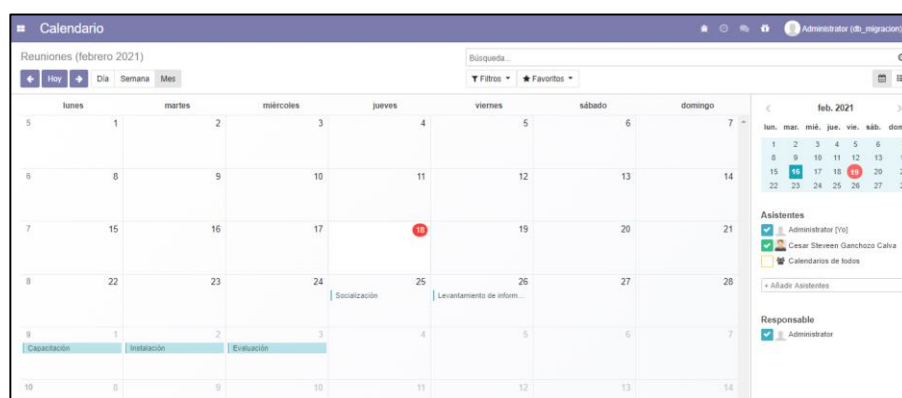 Calendario
Administrator (db_migracion)
Reuniones (febrero 2021)
Búsqueda...
Hoy Día Semana Mes
Filtros Favoritos
lunes martes miércoles jueves viernes sábado domingo
5 1 2 3 4 5 6 7
6 8 9 10 11 12 13 14
7 15 16 17 18 19 20 21
8 22 23 24 25 26 27 28
Socialización Levantamiento de inform...
9 1 2 3 4 5 6 7
Capacitación Instalación Evaluación
10 8 9 10 11 12 13 14
feb. 2021
lun. mar. mié. jue. vie. sáb. dom
1 2 3 4 5 6
8 9 10 11 12 13
15 16 17 18 19 20
22 23 24 25 26 27
Asistentes
Administrator [Yo]
Cesar Steveen Ganchozo Calva
Calendarios de todos
+ Añadir Asistentes
Responsable
Administrator